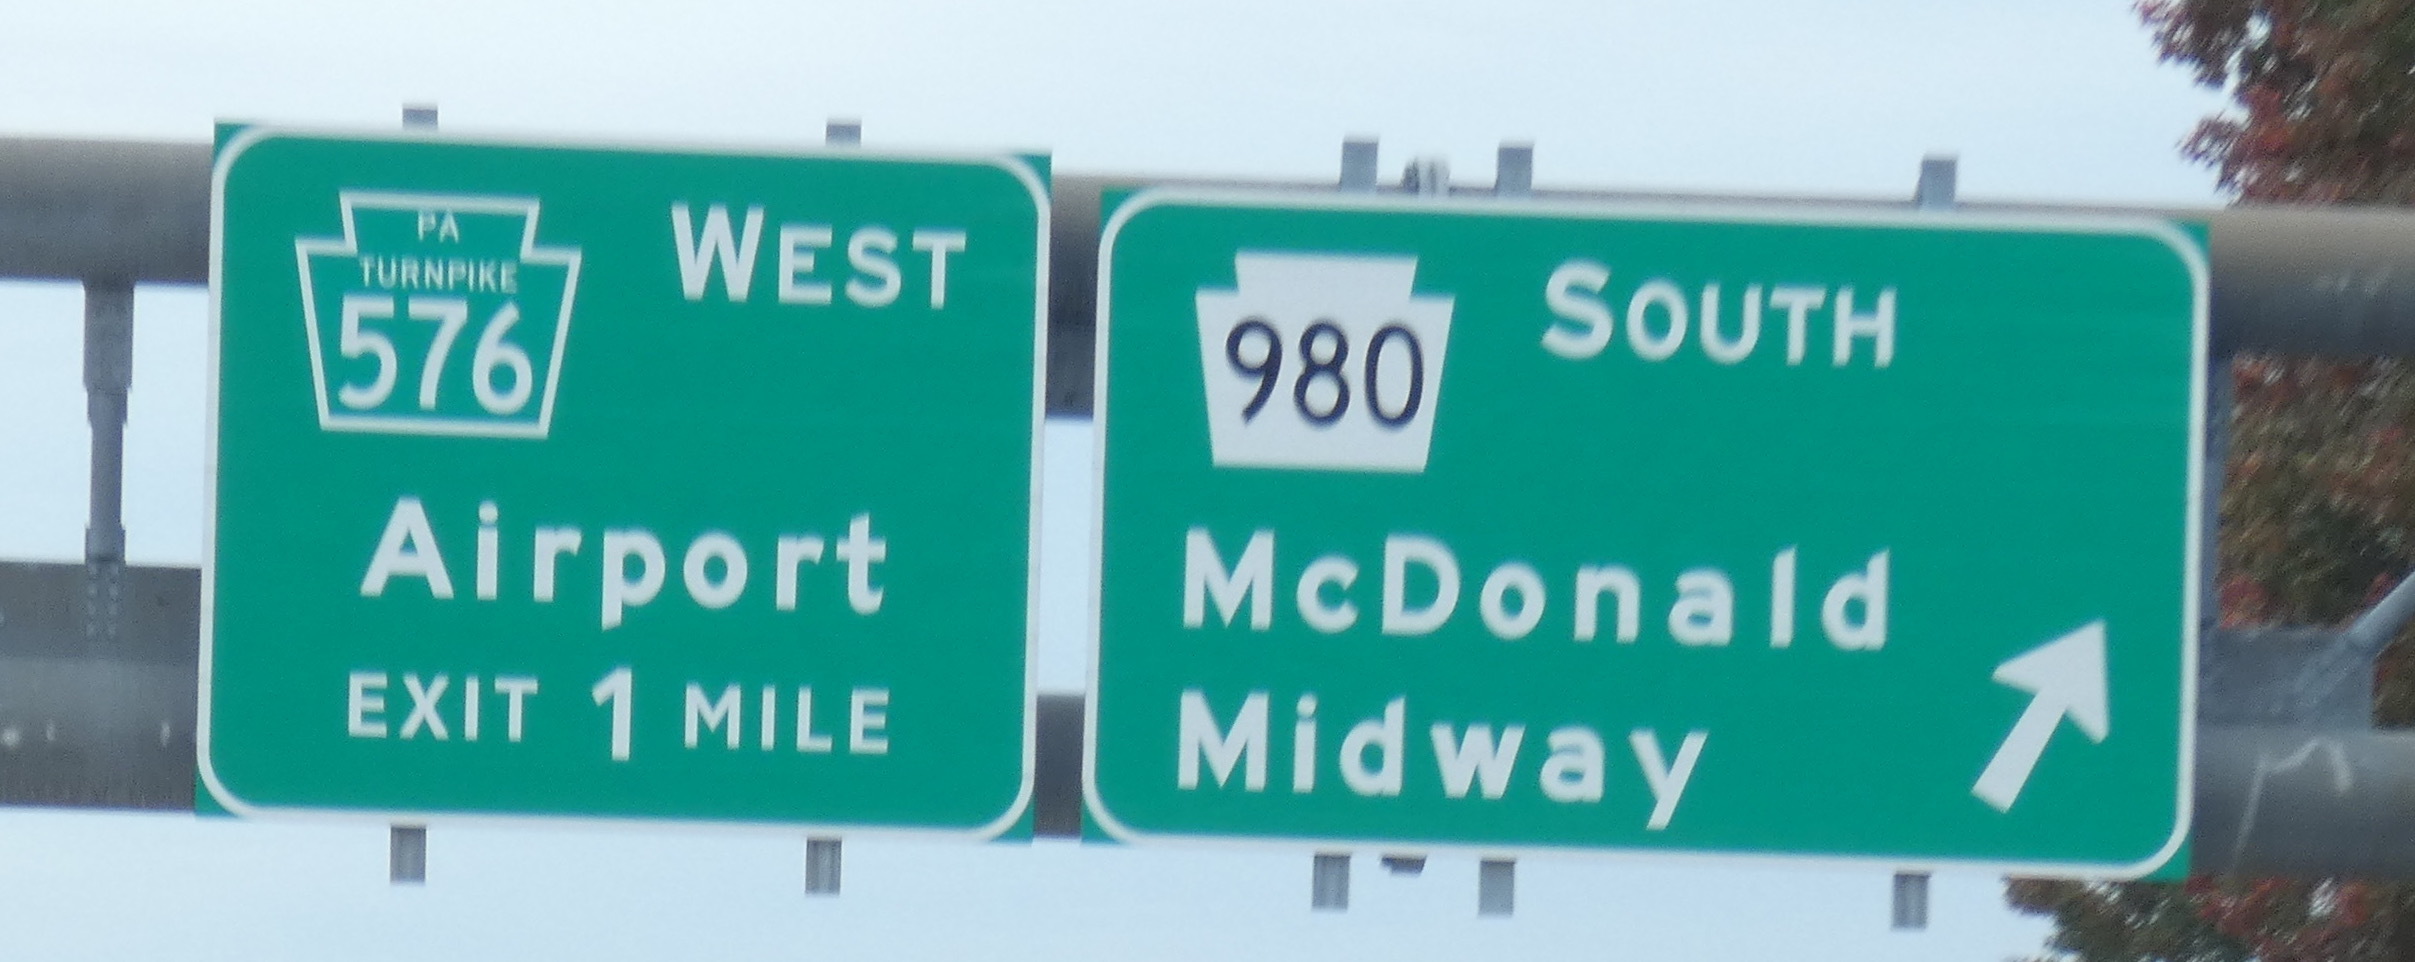 PA
TURNPIKE
576
WEST
Airport
EXIT 1 MILE
980
SOUTH
McDonald
Midway